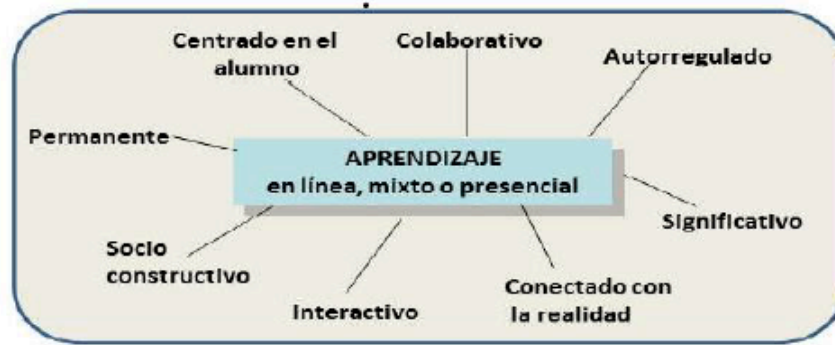 Centrado en el
alumno
Colaborativo
Autorregulado
Permanente
APRENDIZAJE
en línea, mixto o presencial
Significativo
Socio
constructivo
Interactivo
Conectado con
la realidad